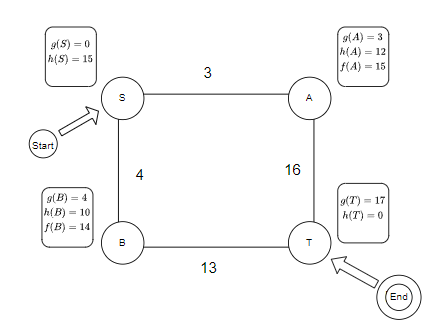 g(S) = 0
h(S) = 15
g(A) = 3
h(A) = 12
f(A) = 15
3
S
A
Start
4
16
g(B) = 4
h(B) = 10
f(B) = 14
g(T) = 17
h(T) = 0
B
T
13
End